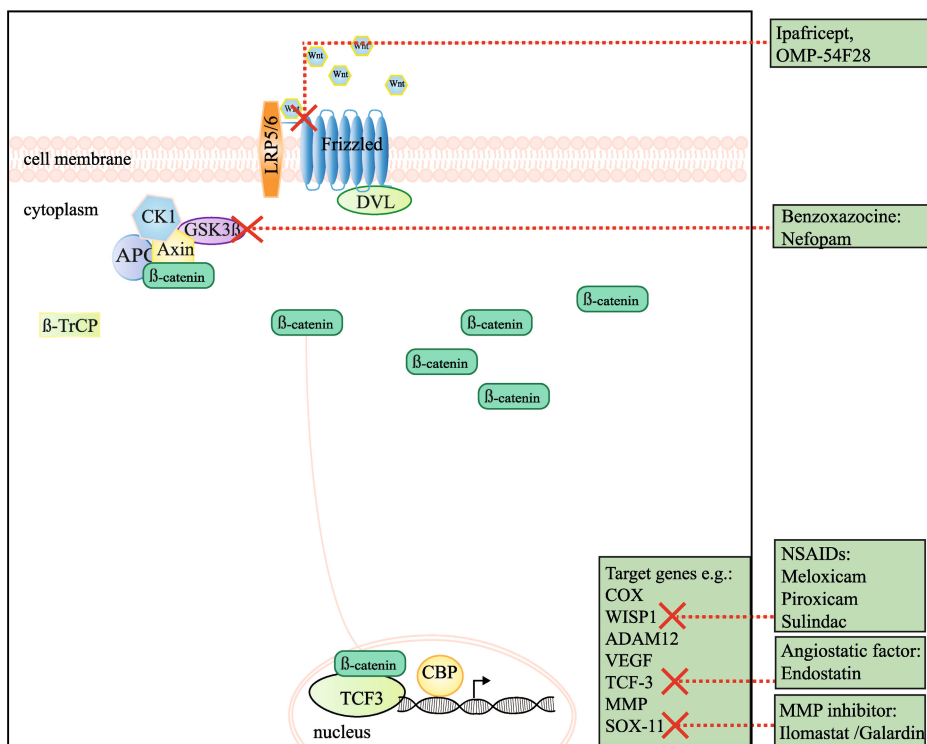 Ipafricept,
OMP-54F28
Wnt
Wnt
Wnt
Wnt
Wnt
LRP5/6
Frizzled
cell membrane
DVL
cytoplasm
CK1
GSK3ß
Axin
APC
ß-catenin
Benzoxazocine:
Nefopam
ß-TrCP
ß-catenin
ß-catenin
ß-catenin
ß-catenin
ß-catenin
Target genes e.g.:
COX
WISP1
ADAM12
VEGF
TCF-3
MMP
SOX-11
NSAIDs:
Meloxicam
Piroxicam
Sulindac
Angiostatic factor:
Endostatin
MMP inhibitor:
Ilomastat /Galardin
ß-catenin
CBP
TCF3
nucleus